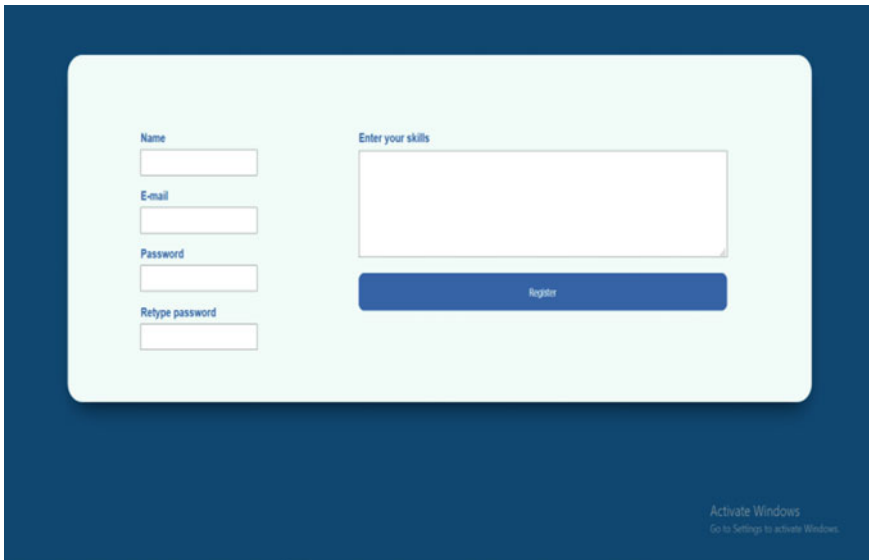 Name
E-mail
Password
Retype password
Enter your skills
Register
Activate Windows
Go to Settings to activate Windows.